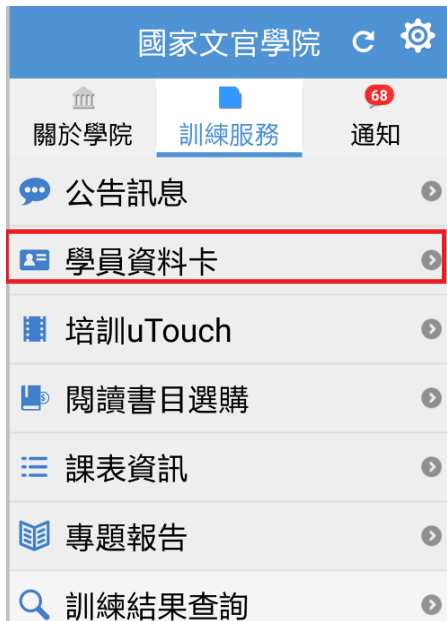 國家文官學院
68
關於學院 訓練服務 通知
公告訊息
學員資料卡
培訓uTouch
閱讀書目選購
課表資訊
專題報告
訓練結果查詢